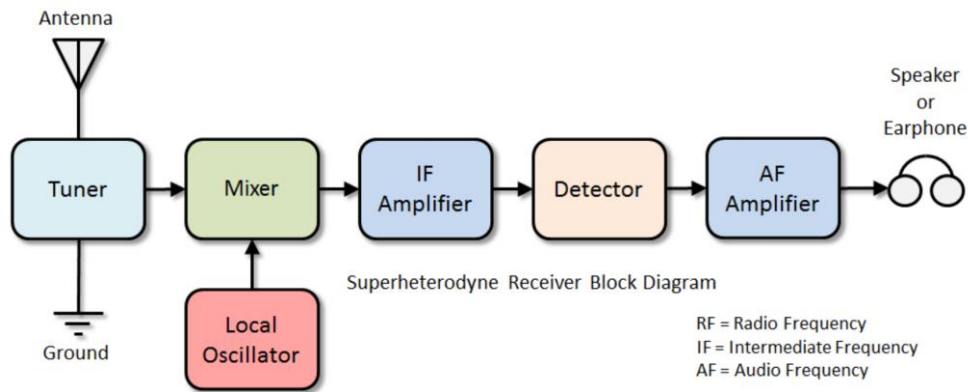 Antenna
Speaker
or
Earphone
Tuner
Mixer
IF
Amplifier
Detector
AF
Amplifier
Superheterodyne Receiver Block Diagram
Local
Oscillator
Ground
RF = Radio Frequency
IF = Intermediate Frequency
AF = Audio Frequency